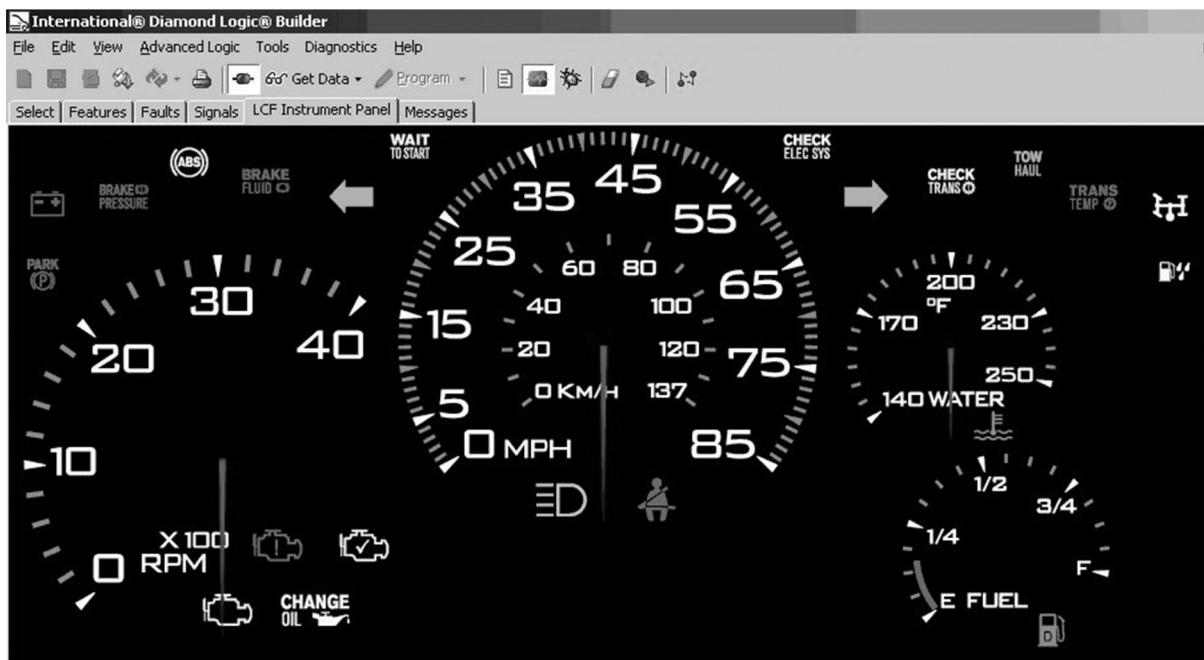 International® Diamond Logic® Builder
File Edit View Advanced Logic Tools Diagnostics Help
Get Data Program
Select Features Faults Signals LCF Instrument Panel Messages
WAIT
TO START
CHECK
ELEC SYS
ABS
BRAKE
PRESSURE
BRAKE
FLUID
CHECK
TRANS
TOW
HAUL
TRANS
TEMP
PARK
P
0
10
20
30
40
X 100
RPM
0 MPH
5
15
25
35
45
55
65
75
85
0 KM/H
20
40
60
80
100
120
137
140 WATER
170
200
°F
230
250
E FUEL
1/4
1/2
3/4
F
D
!
CHANGE
OIL